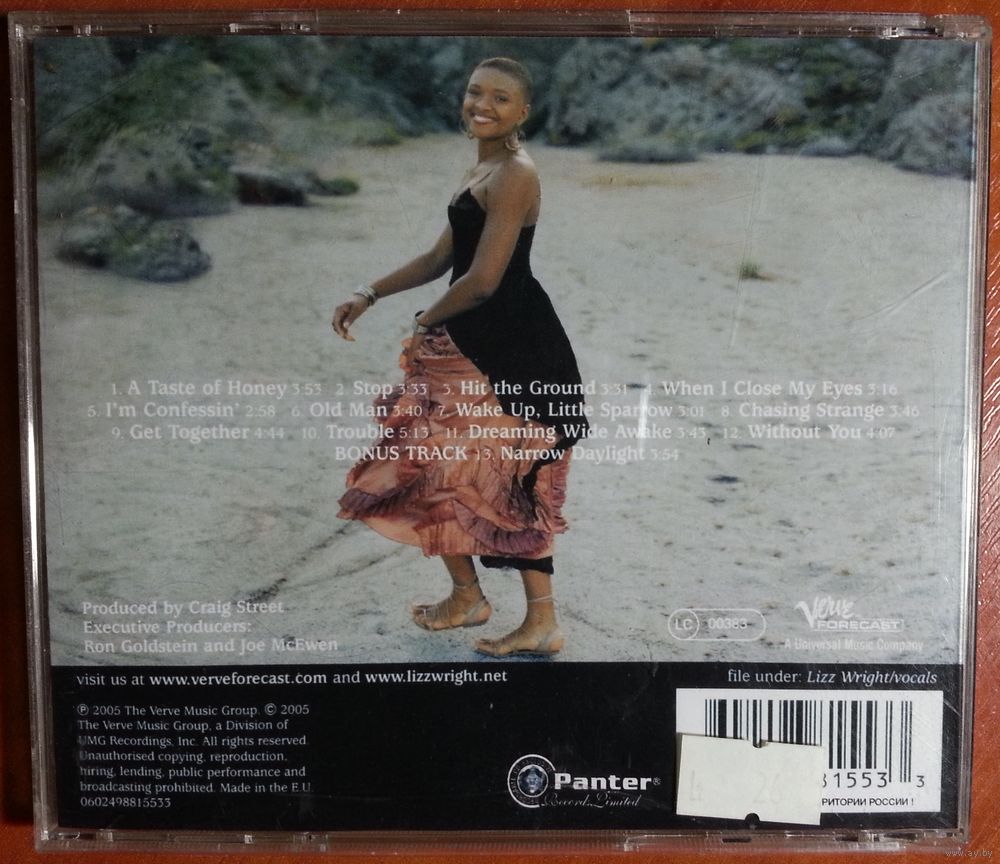 1. A Taste of Honey 3:53 2. Stop 3:33 3. Hit the Ground 3:31 4. When I Close My Eyes 3:16
5. I'm Confessin' 2:58 6. Old Man 3:40 7. Wake Up, Little Sparrow 3:01 8. Chasing Strange 3:46
9. Get Together 4:44 10. Trouble 5:13 11. Dreaming Wide Awake 3:43 12. Without You 4:07
BONUS TRACK 13. Narrow Daylight 3:54
Produced by Craig Street
Executive Producers:
Ron Goldstein and Joe McEwen
LC 00383
Verve
FORECAST
A Universal Music Company
visit us at www.verveforecast.com and www.lizzwright.net
file under: Lizz Wright/vocals
℗ 2005 The Verve Music Group. © 2005
The Verve Music Group, a Division of
UMG Recordings, Inc. All rights reserved.
Unauthorised copying, reproduction,
hiring, lending, public performance and
broadcasting prohibited. Made in the E.U.
0602498815533
Panter®
Records Limited
81553 3
РИТОРИИ РОССИИ!
www.ay.by